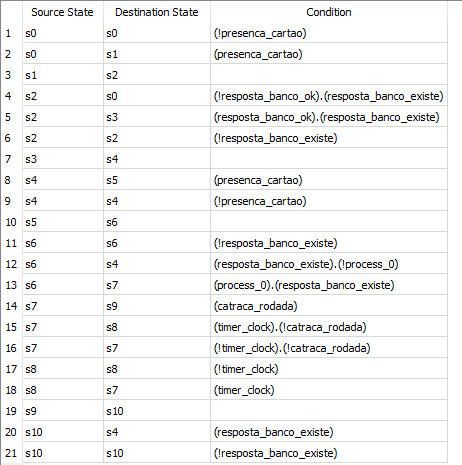 Source State Destination State Condition
1 s0 s0 (!presenca_cartao)
2 s0 s1 (presenca_cartao)
3 s1 s2
4 s2 s0 (!resposta_banco_ok).(resposta_banco_existe)
5 s2 s3 (resposta_banco_ok).(resposta_banco_existe)
6 s2 s2 (!resposta_banco_existe)
7 s3 s4
8 s4 s5 (presenca_cartao)
9 s4 s4 (!presenca_cartao)
10 s5 s6
11 s6 s6 (!resposta_banco_existe)
12 s6 s4 (resposta_banco_existe).(!process_0)
13 s6 s7 (process_0).(resposta_banco_existe)
14 s7 s9 (catraca_rodada)
15 s7 s8 (timer_clock).(!catraca_rodada)
16 s7 s7 (!timer_clock).(!catraca_rodada)
17 s8 s8 (!timer_clock)
18 s8 s7 (timer_clock)
19 s9 s10
20 s10 s4 (resposta_banco_existe)
21 s10 s10 (!resposta_banco_existe)